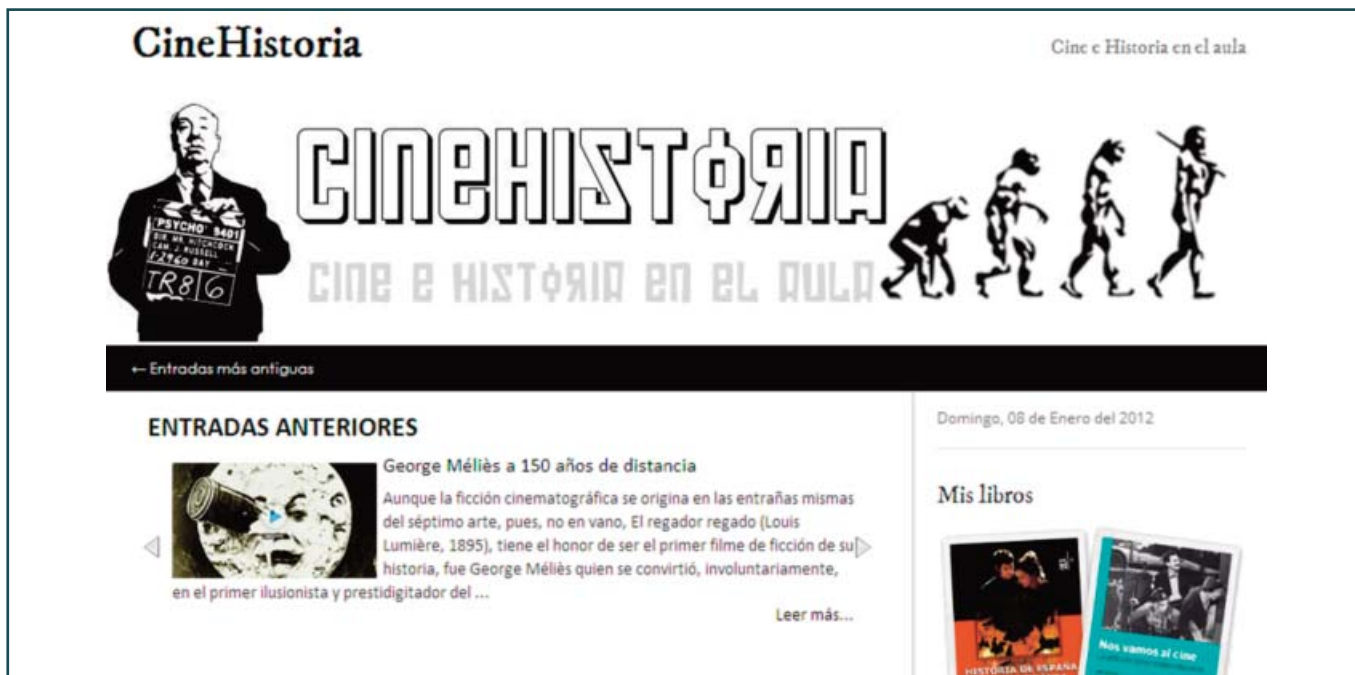 CineHistoria
Cine e Historia en el aula
CINEHISTORIA
CINE E HISTORIA EN EL AULA
"PSYCHO" 9401
DIR. MR. HITCHCOCK
CAM. J. RUSSELL
DAY
TR8 6
← Entradas más antiguas
ENTRADAS ANTERIORES
George Méliès a 150 años de distancia
Aunque la ficción cinematográfica se origina en las entrañas mismas
del séptimo arte, pues, no en vano, El regador regado (Louis
Lumière, 1895), tiene el honor de ser el primer filme de ficción de su
historia, fue George Méliès quien se convirtió, involuntariamente,
en el primer ilusionista y prestidigitador del ...
Leer más...
Domingo, 08 de Enero del 2012
Mis libros
HISTORIA DE ESPAÑA
Nos vamos al cine